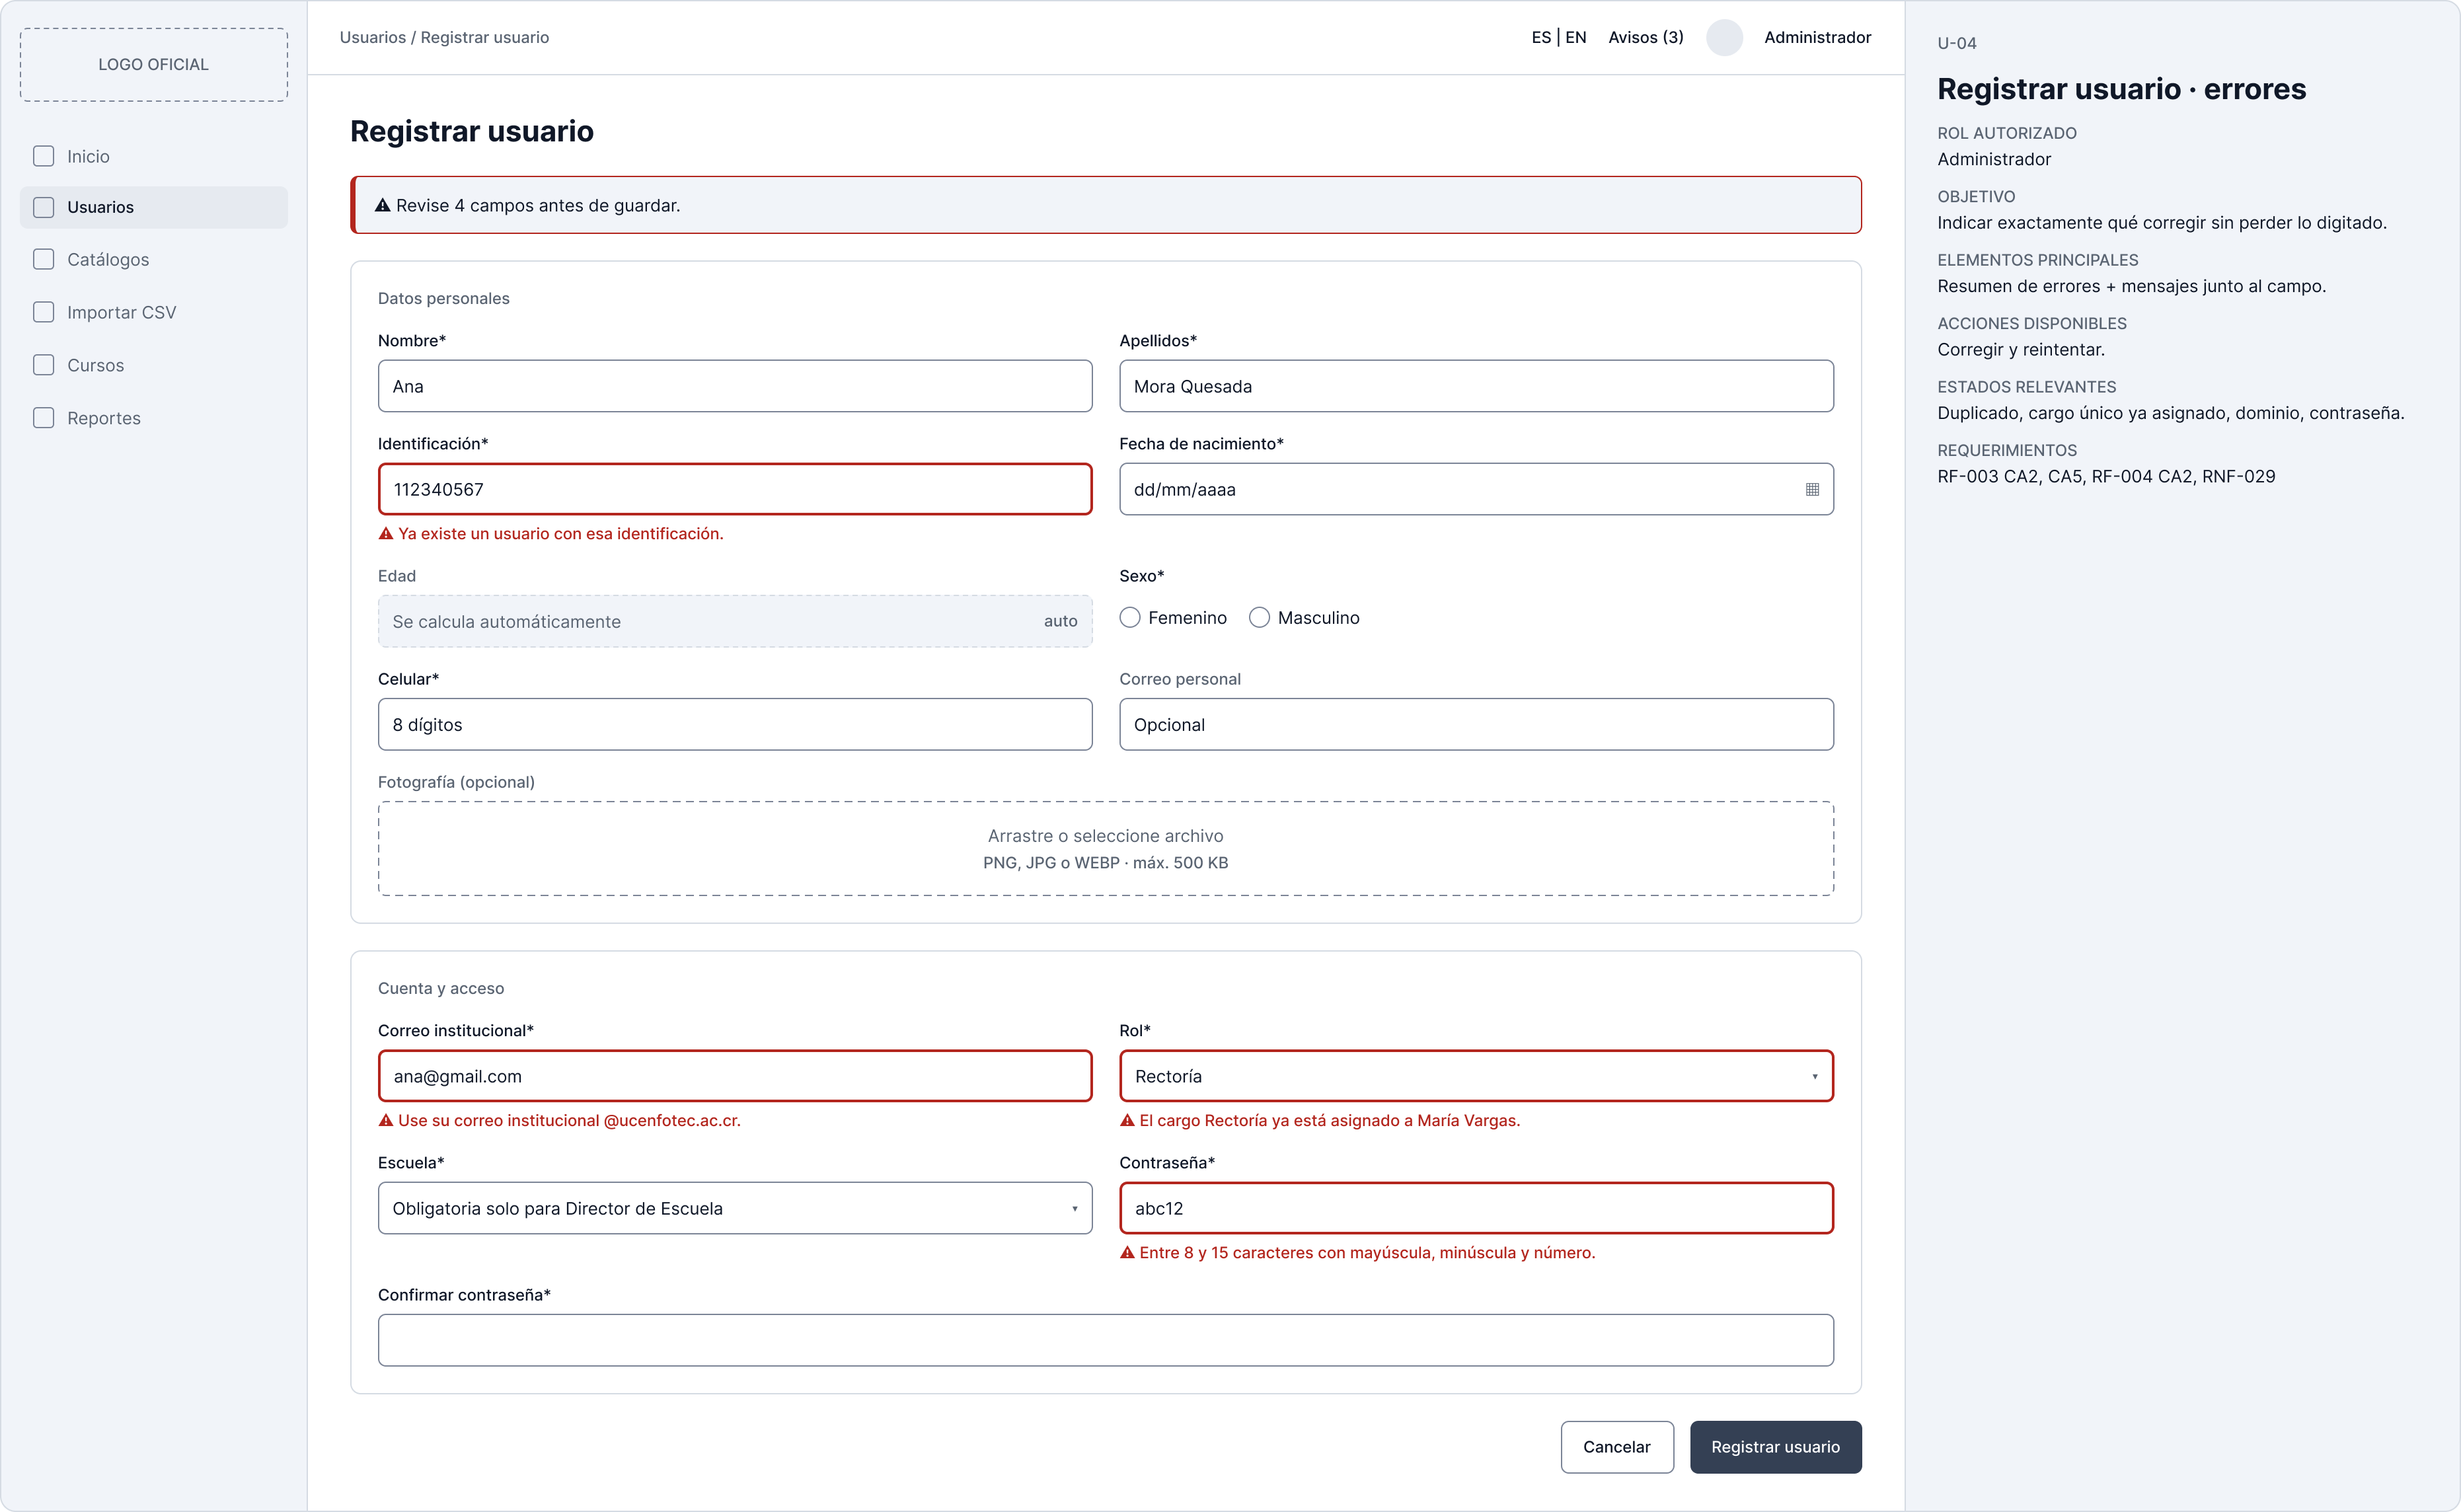 LOGO OFICIAL
Inicio
Usuarios
Catálogos
Importar CSV
Cursos
Reportes
Usuarios / Registrar usuario
ES | EN
Avisos (3)
Administrador
Registrar usuario
⚠ Revise 4 campos antes de guardar.
Datos personales
Nombre*
Ana
Apellidos*
Mora Quesada
Identificación*
112340567
⚠ Ya existe un usuario con esa identificación.
Fecha de nacimiento*
dd/mm/aaaa
Edad
Se calcula automáticamente
auto
Sexo*
Femenino
Masculino
Celular*
8 dígitos
Correo personal
Opcional
Fotografía (opcional)
Arrastre o seleccione archivo
PNG, JPG o WEBP · máx. 500 KB
Cuenta y acceso
Correo institucional*
ana@gmail.com
⚠ Use su correo institucional @ucenfotec.ac.cr.
Rol*
Rectoría
⚠ El cargo Rectoría ya está asignado a María Vargas.
Escuela*
Obligatoria solo para Director de Escuela
Contraseña*
abc12
⚠ Entre 8 y 15 caracteres con mayúscula, minúscula y número.
Confirmar contraseña*
Cancelar
Registrar usuario
U-04
Registrar usuario · errores
ROL AUTORIZADO
Administrador
OBJETIVO
Indicar exactamente qué corregir sin perder lo digitado.
ELEMENTOS PRINCIPALES
Resumen de errores + mensajes junto al campo.
ACCIONES DISPONIBLES
Corregir y reintentar.
ESTADOS RELEVANTES
Duplicado, cargo único ya asignado, dominio, contraseña.
REQUERIMIENTOS
RF-003 CA2, CA5, RF-004 CA2, RNF-029